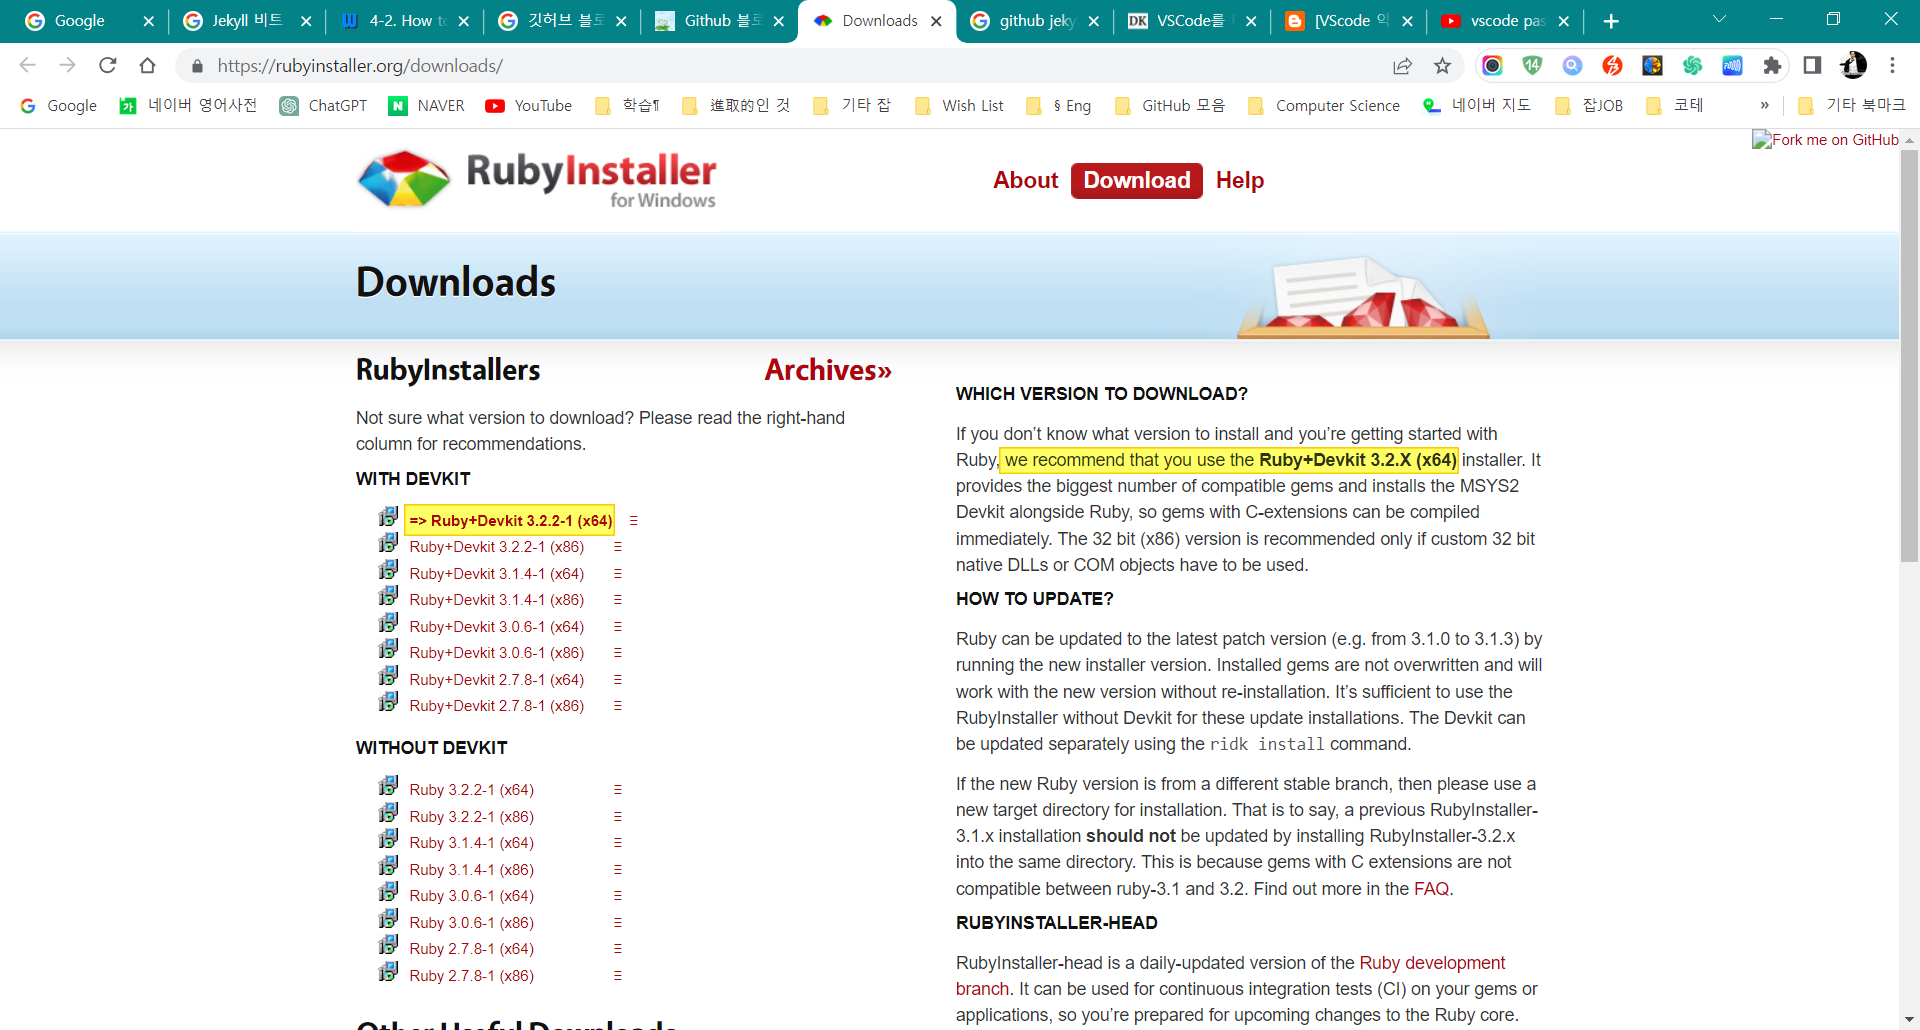 Google
Jekyll 비트
4-2. How to
깃허브 블로
Github 블로
Downloads
github jeky
VSCode를
[VScode 익
vscode pas
https://rubyinstaller.org/downloads/
14
Google
네이버 영어사전
ChatGPT
NAVER
YouTube
학습¶
進取的인 것
기타 잡
Wish List
§ Eng
GitHub 모음
Computer Science
네이버 지도
잡JOB
코테
»
기타 북마크
Fork me on GitHub
RubyInstaller
for Windows
About
Download
Help
Downloads
RubyInstallers
Archives»
Not sure what version to download? Please read the right-hand
column for recommendations.
WITH DEVKIT
=> Ruby+Devkit 3.2.2-1 (x64)
Ruby+Devkit 3.2.2-1 (x86)
Ruby+Devkit 3.1.4-1 (x64)
Ruby+Devkit 3.1.4-1 (x86)
Ruby+Devkit 3.0.6-1 (x64)
Ruby+Devkit 3.0.6-1 (x86)
Ruby+Devkit 2.7.8-1 (x64)
Ruby+Devkit 2.7.8-1 (x86)
WITHOUT DEVKIT
Ruby 3.2.2-1 (x64)
Ruby 3.2.2-1 (x86)
Ruby 3.1.4-1 (x64)
Ruby 3.1.4-1 (x86)
Ruby 3.0.6-1 (x64)
Ruby 3.0.6-1 (x86)
Ruby 2.7.8-1 (x64)
Ruby 2.7.8-1 (x86)
Other Useful Downloads
WHICH VERSION TO DOWNLOAD?
If you don’t know what version to install and you’re getting started with
Ruby, we recommend that you use the Ruby+Devkit 3.2.X (x64) installer. It
provides the biggest number of compatible gems and installs the MSYS2
Devkit alongside Ruby, so gems with C-extensions can be compiled
immediately. The 32 bit (x86) version is recommended only if custom 32 bit
native DLLs or COM objects have to be used.
HOW TO UPDATE?
Ruby can be updated to the latest patch version (e.g. from 3.1.0 to 3.1.3) by
running the new installer version. Installed gems are not overwritten and will
work with the new version without re-installation. It’s sufficient to use the
RubyInstaller without Devkit for these update installations. The Devkit can
be updated separately using the ridk install command.
If the new Ruby version is from a different stable branch, then please use a
new target directory for installation. That is to say, a previous RubyInstaller-
3.1.x installation should not be updated by installing RubyInstaller-3.2.x
into the same directory. This is because gems with C extensions are not
compatible between ruby-3.1 and 3.2. Find out more in the FAQ.
RUBYINSTALLER-HEAD
RubyInstaller-head is a daily-updated version of the Ruby development
branch. It can be used for continuous integration tests (CI) on your gems or
applications, so you’re prepared for upcoming changes to the Ruby core.